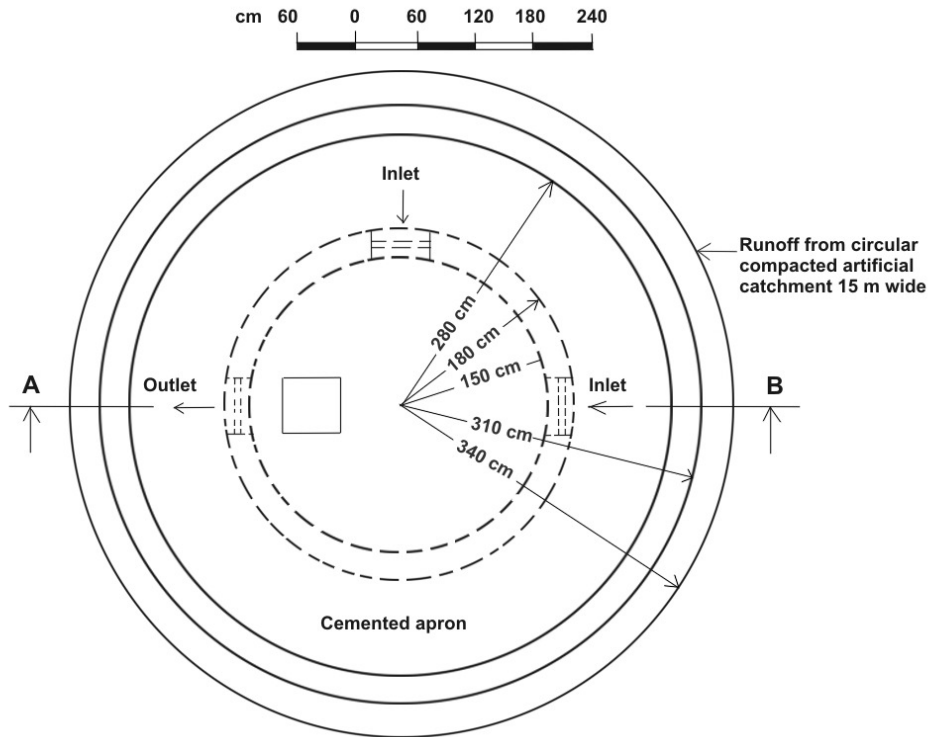 cm 60 0 60 120 180 240
Inlet
Runoff from circular
compacted artificial
catchment 15 m wide
280 cm
180 cm
150 cm
A
Outlet
Inlet
B
310 cm
340 cm
Cemented apron